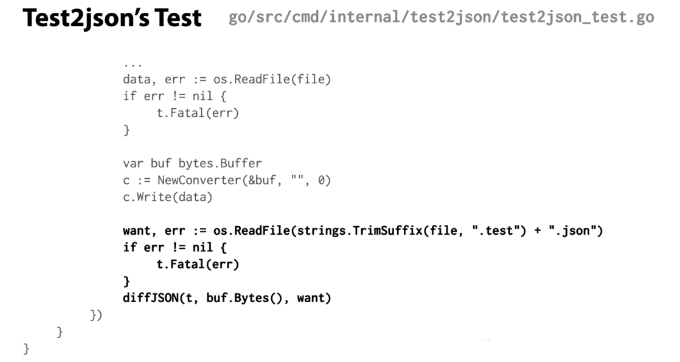 Test2json's Test go/src/cmd/internal/test2json/test2json_test.go
...
data, err := os.ReadFile(file)
if err != nil {
t.Fatal(err)
}
var buf bytes.Buffer
c := NewConverter(&buf, "", 0)
c.Write(data)
want, err := os.ReadFile(strings.TrimSuffix(file, ".test") + ".json")
if err != nil {
t.Fatal(err)
}
diffJSON(t, buf.Bytes(), want)
})
}
}